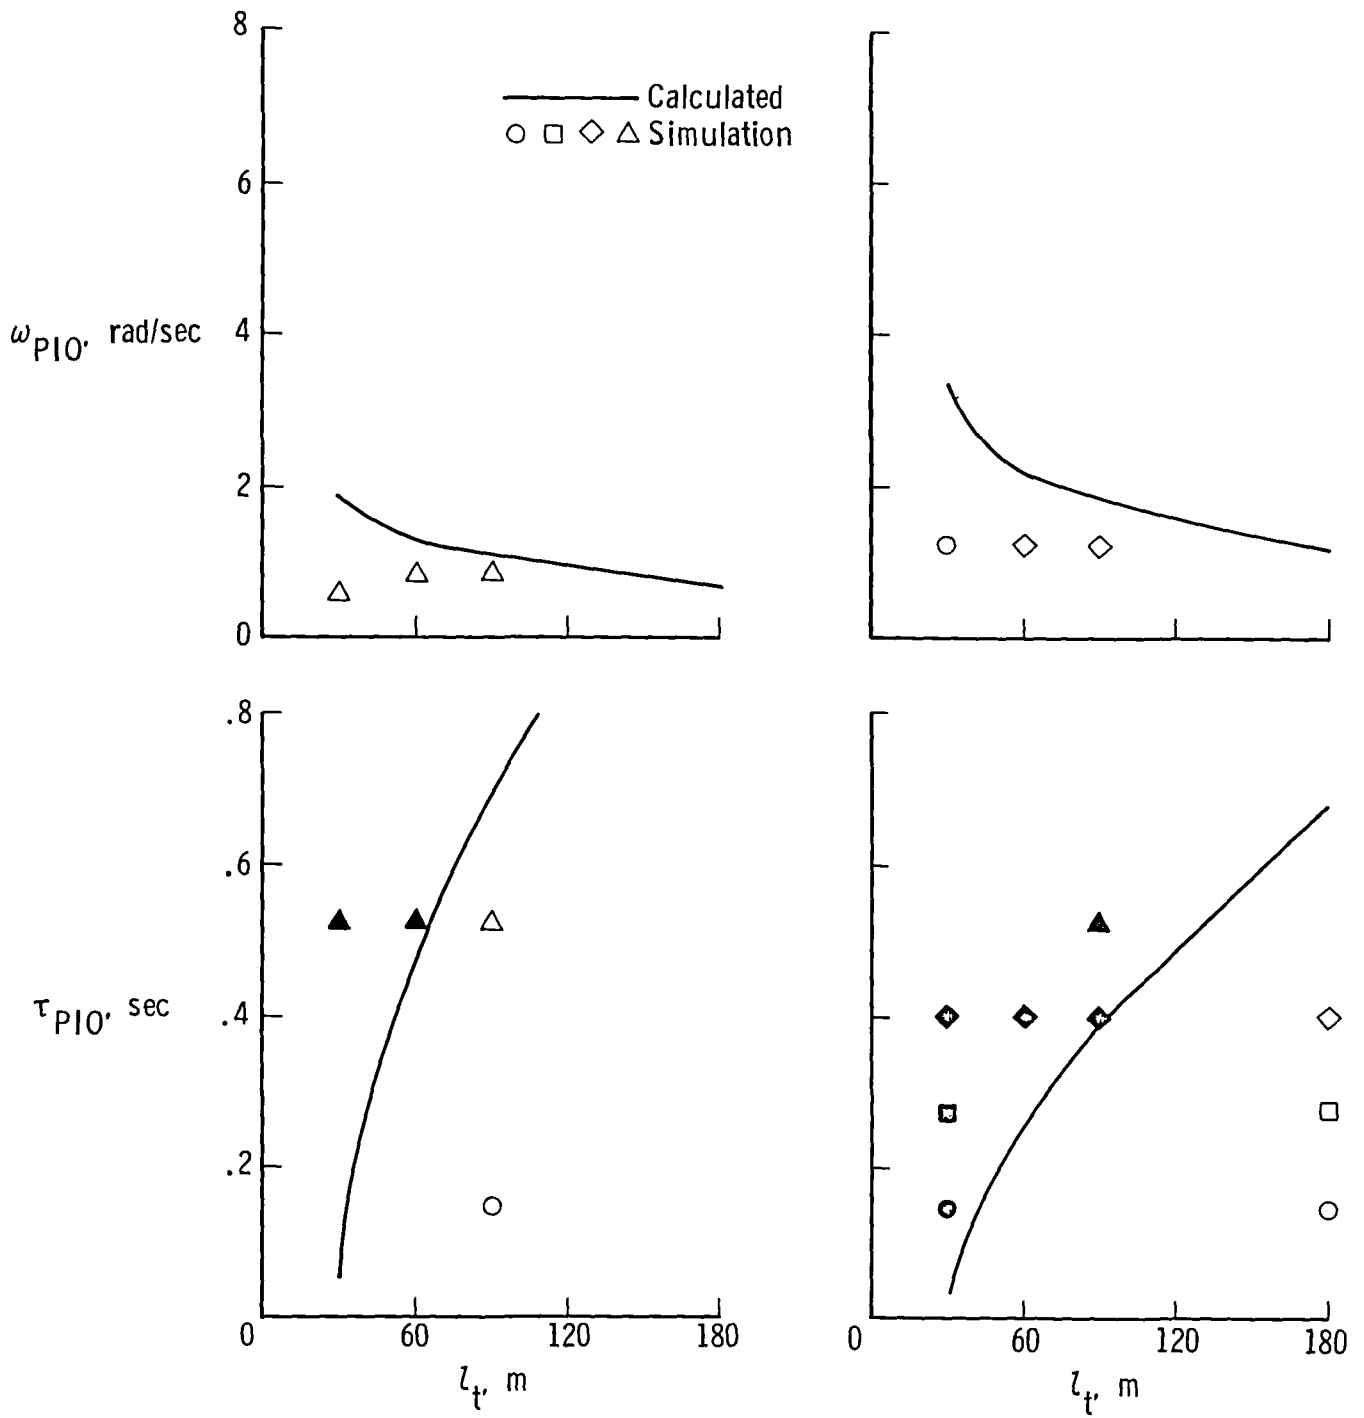 8
Calculated
Simulation
6
ω_PIO, rad/sec
4
2
0
.8
.6
τ_PIO, sec
.4
.2
0 60 120 180
0 60 120 180
l_t, m
l_t, m